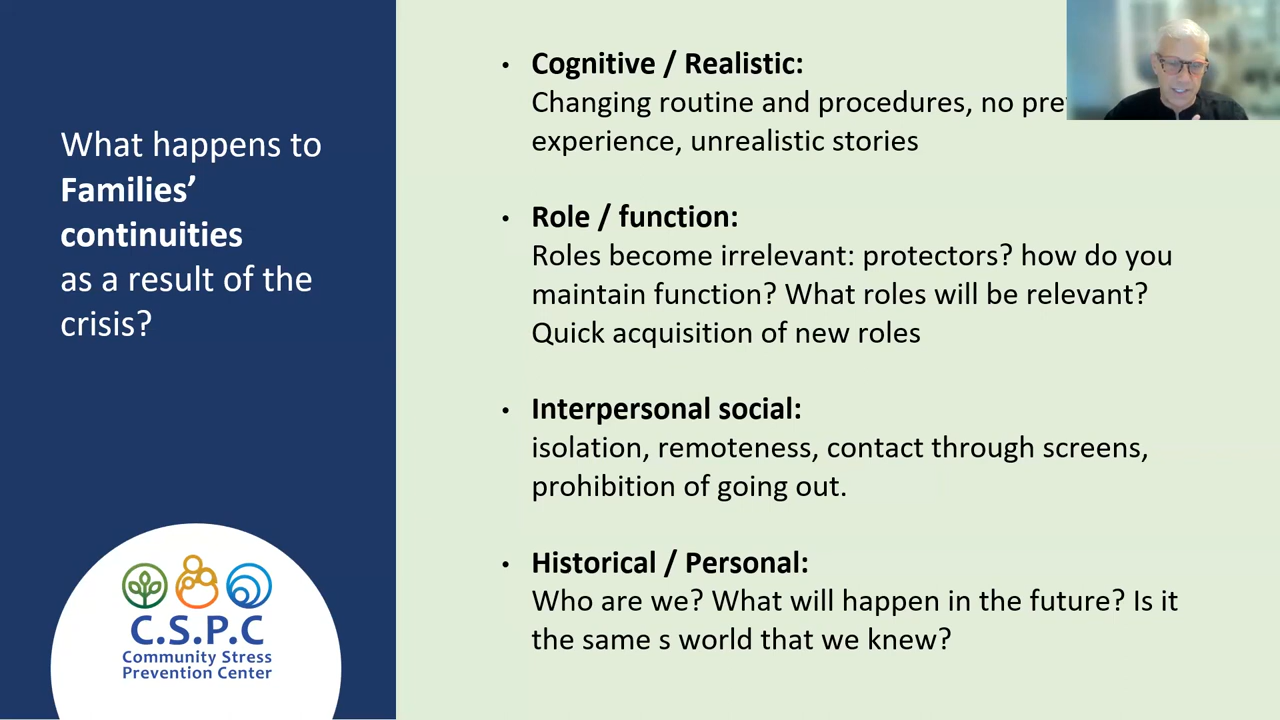 What happens to
Families’
continuities
as a result of the
crisis?
• Cognitive / Realistic:
Changing routine and procedures, no
experience, unrealistic stories
• Role / function:
Roles become irrelevant: protectors? how do you
maintain function? What roles will be relevant?
Quick acquisition of new roles
• Interpersonal social:
isolation, remoteness, contact through screens,
prohibition of going out.
• Historical / Personal:
Who are we? What will happen in the future? Is it
the same s world that we knew?
C.S.P.C
Community Stress
Prevention Center